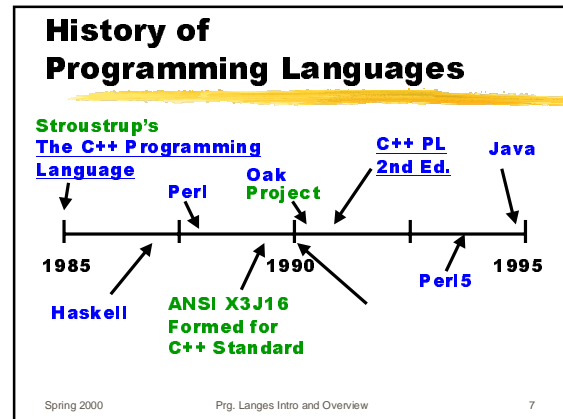 History of
Programming Languages
Stroustrup's
The C++ Programming
Language
Perl
Oak
Project
C++ PL
2nd Ed.
Java
1985
1990
1995
Haskell
ANSI X3J16
Formed for
C++ Standard
Perl5
Spring 2000
Prg. Langes Intro and Overview
7